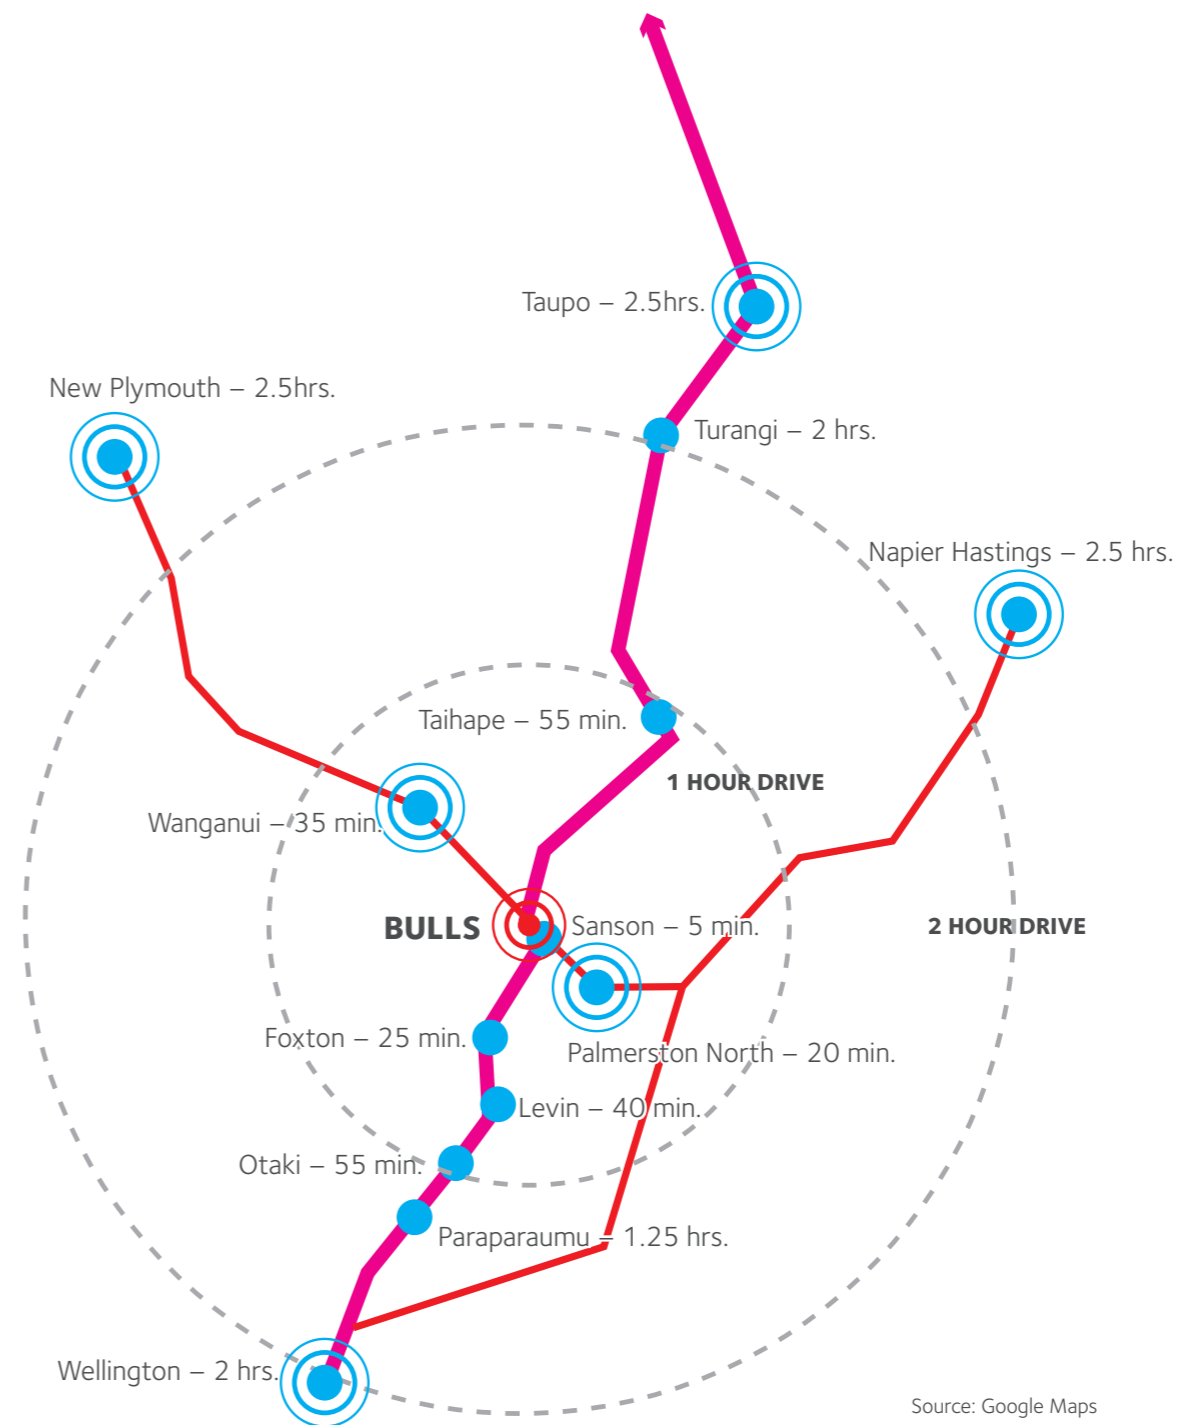 Taupo – 2.5hrs.
New Plymouth – 2.5hrs.
Turangi – 2 hrs.
Napier Hastings – 2.5 hrs.
Taihape – 55 min.
1 HOUR DRIVE
Wanganui – 35 min.
BULLS
Sanson – 5 min.
2 HOUR DRIVE
Foxton – 25 min.
Palmerston North – 20 min.
Levin – 40 min.
Otaki – 55 min.
Paraparaumu – 1.25 hrs.
Wellington – 2 hrs.
Source: Google Maps